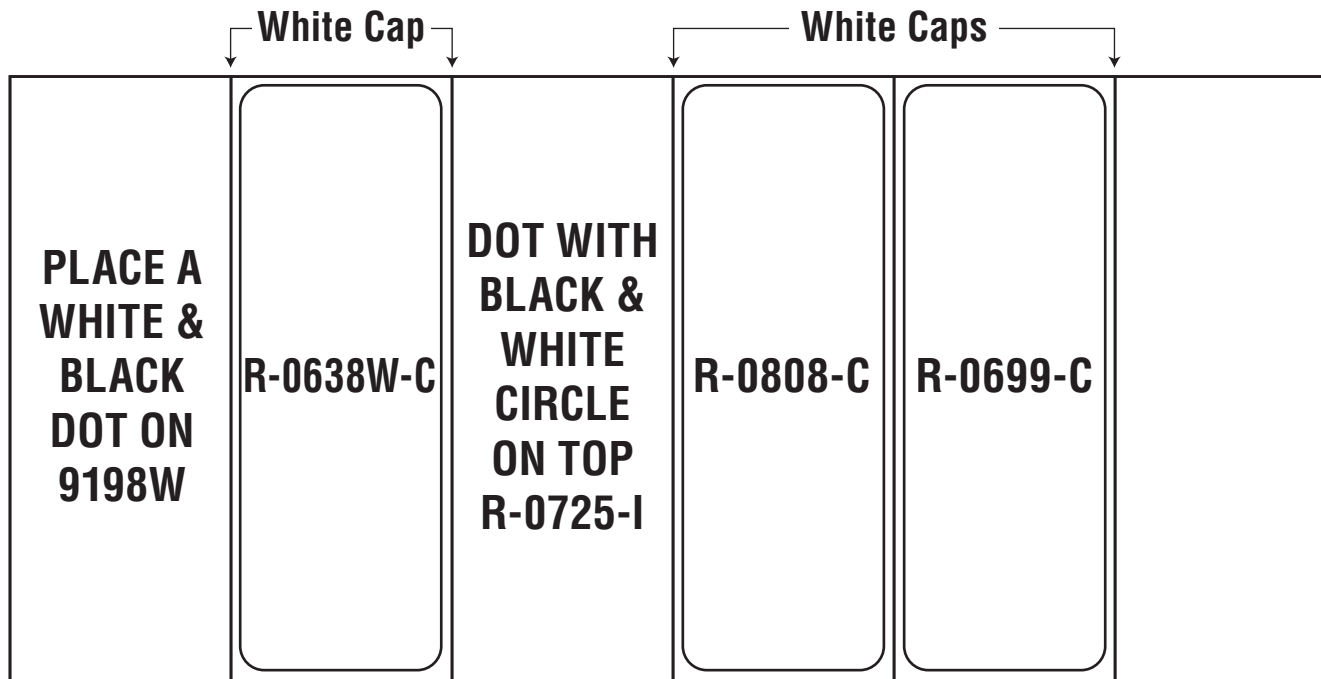 White Cap
White Caps
PLACE A
WHITE &
BLACK
DOT ON
9198W
R-0638W-C
DOT WITH
BLACK &
WHITE
CIRCLE
ON TOP
R-0725-I
R-0808-C
R-0699-C